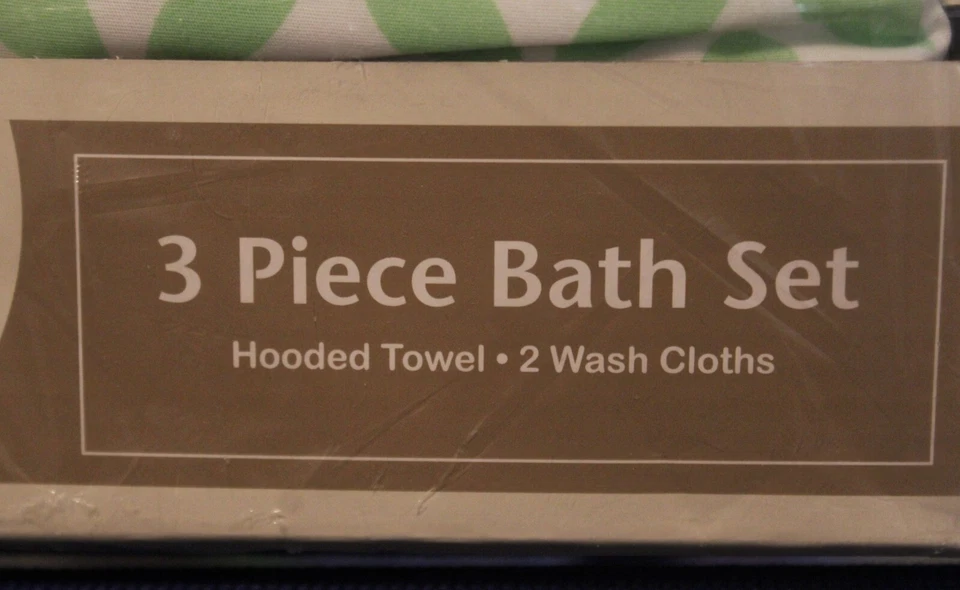 3 Piece Bath Set
Hooded Towel • 2 Wash Cloths